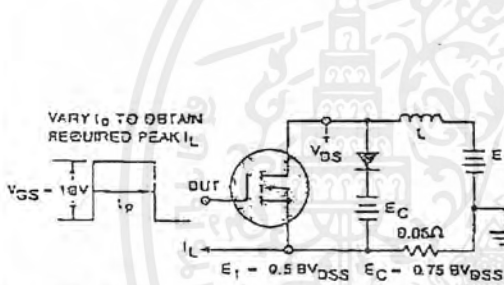 VARY tp TO OBTAIN
REQUIRED PEAK IL
VGS = 10V
tp
OUT
VDS
L
E
EC
0.05Ω
IL
E1 = 0.5 BVDSS EC = 0.75 BVDSS